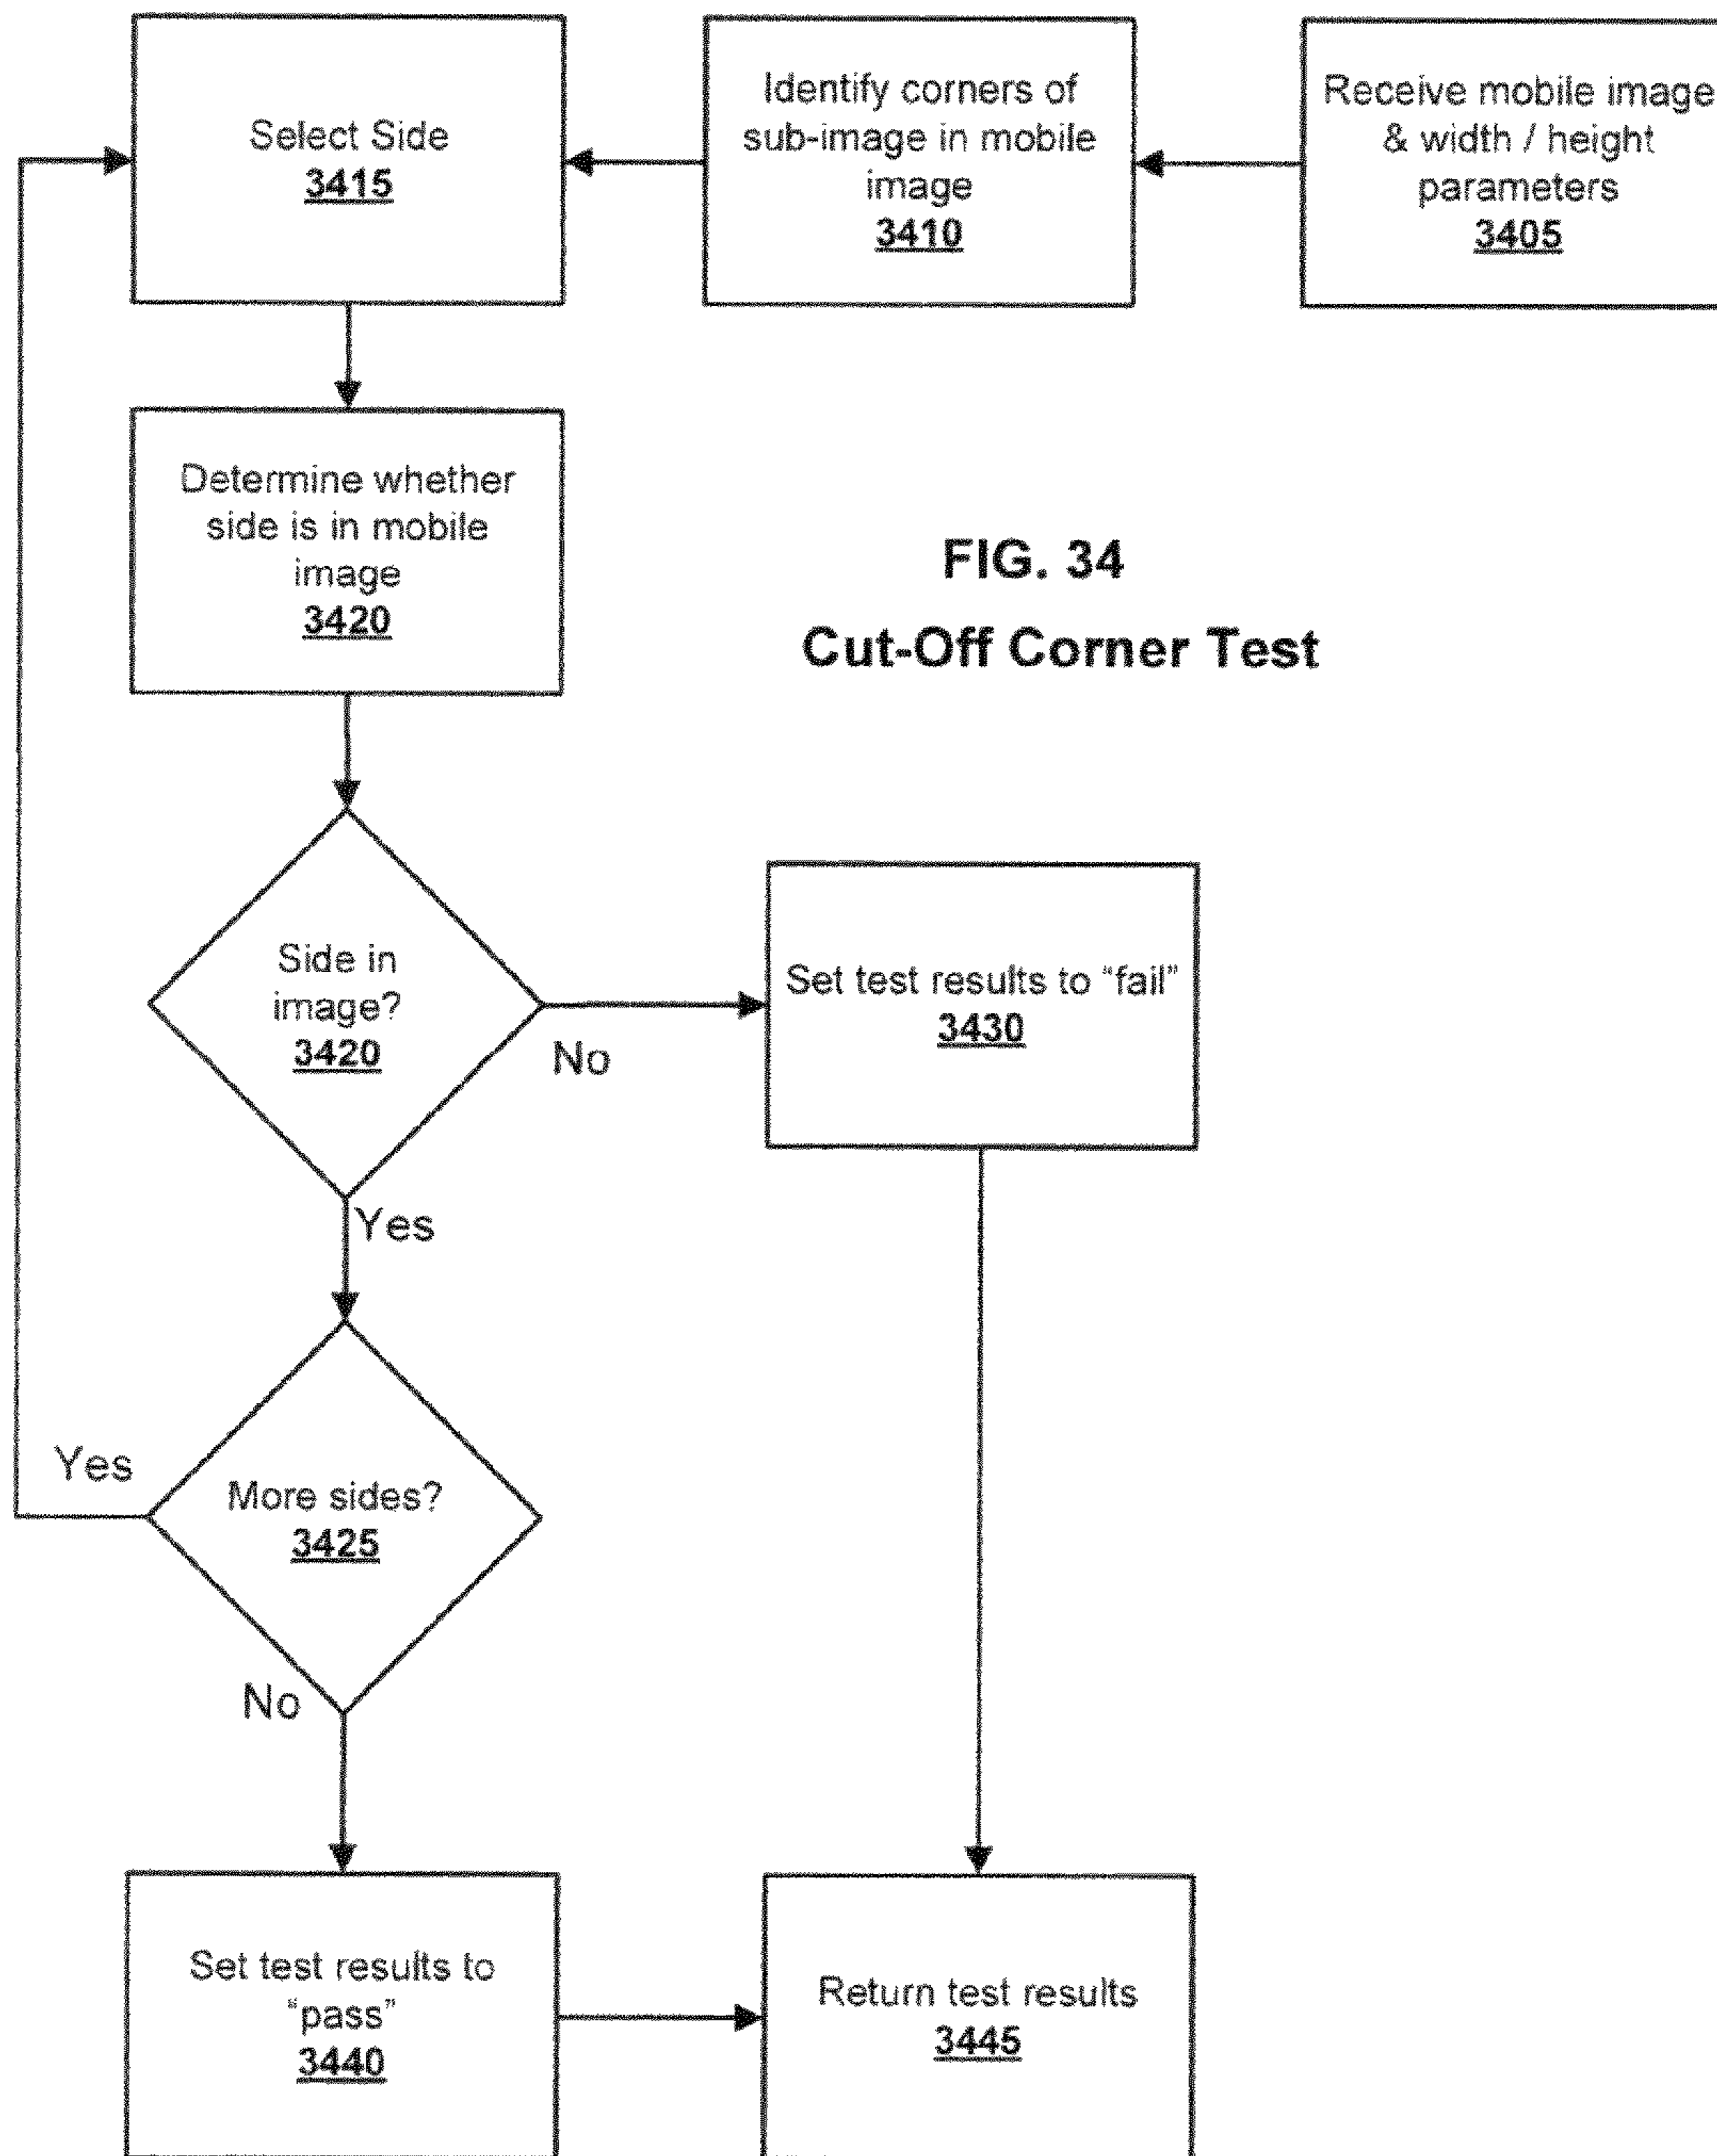 Select Side
3415
Identify corners of
sub-image in mobile
image
3410
Receive mobile image
& width / height
parameters
3405
Determine whether
side is in mobile
image
3420
FIG. 34
Cut-Off Corner Test
Side in
image?
3420
No
Set test results to “fail”
3430
Yes
Yes
More sides?
3425
No
Set test results to
“pass”
3440
Return test results
3445